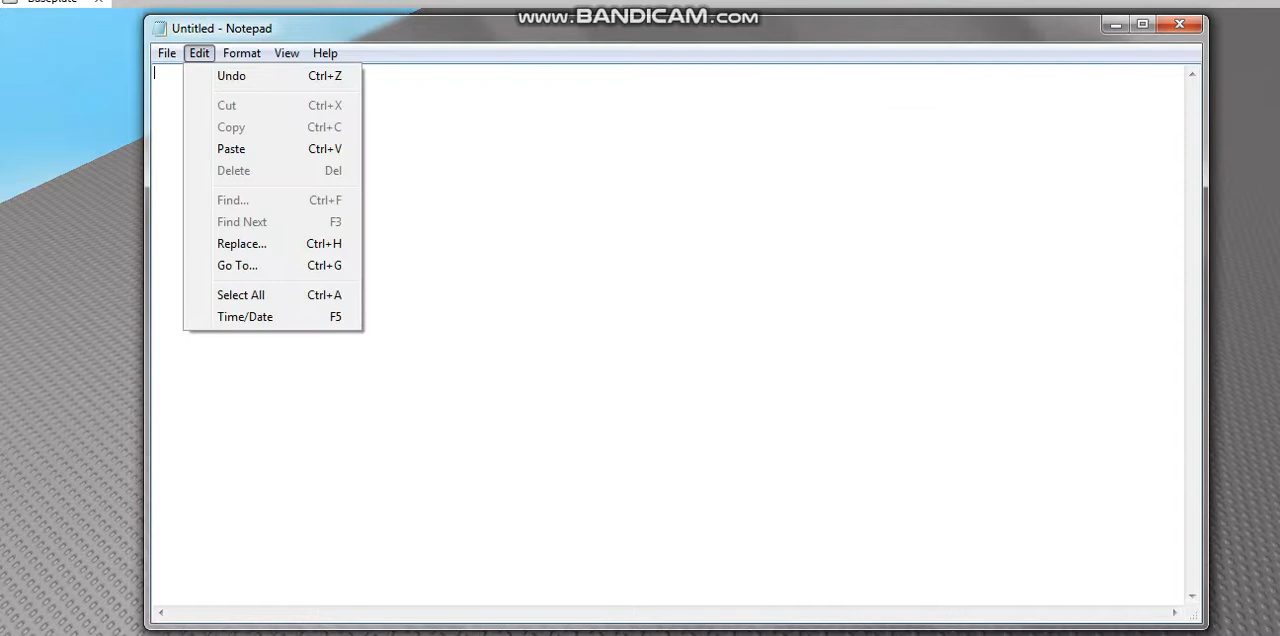 Baseplate
www.BANDICAM.com
Untitled - Notepad
File Edit Format View Help
Undo Ctrl+Z
Cut Ctrl+X
Copy Ctrl+C
Paste Ctrl+V
Delete Del
Find... Ctrl+F
Find Next F3
Replace... Ctrl+H
Go To... Ctrl+G
Select All Ctrl+A
Time/Date F5